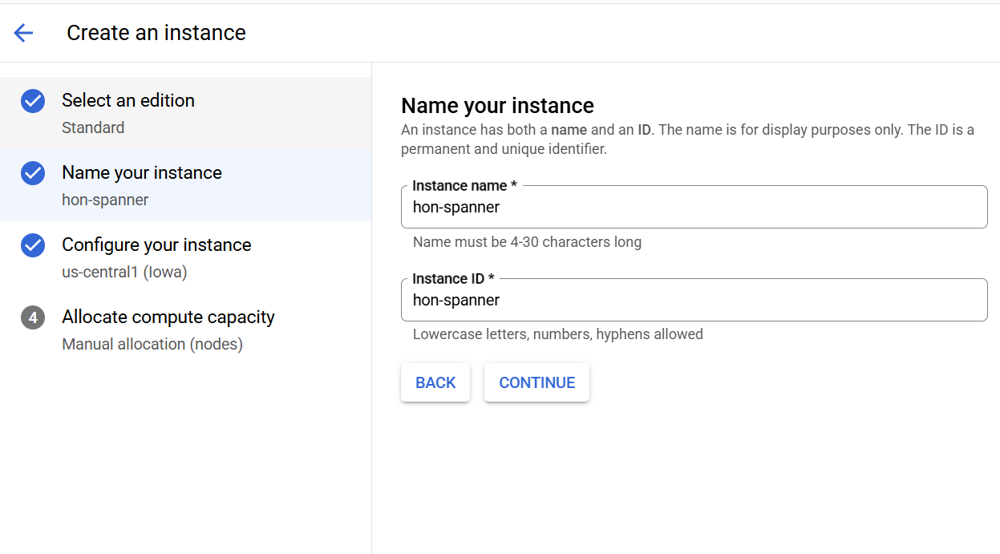 Create an instance
Select an edition
Standard
Name your instance
hon-spanner
Configure your instance
us-central1 (Iowa)
4 Allocate compute capacity
Manual allocation (nodes)
Name your instance
An instance has both a name and an ID. The name is for display purposes only. The ID is a
permanent and unique identifier.
Instance name *
hon-spanner
Name must be 4-30 characters long
Instance ID *
hon-spanner
Lowercase letters, numbers, hyphens allowed
BACK CONTINUE